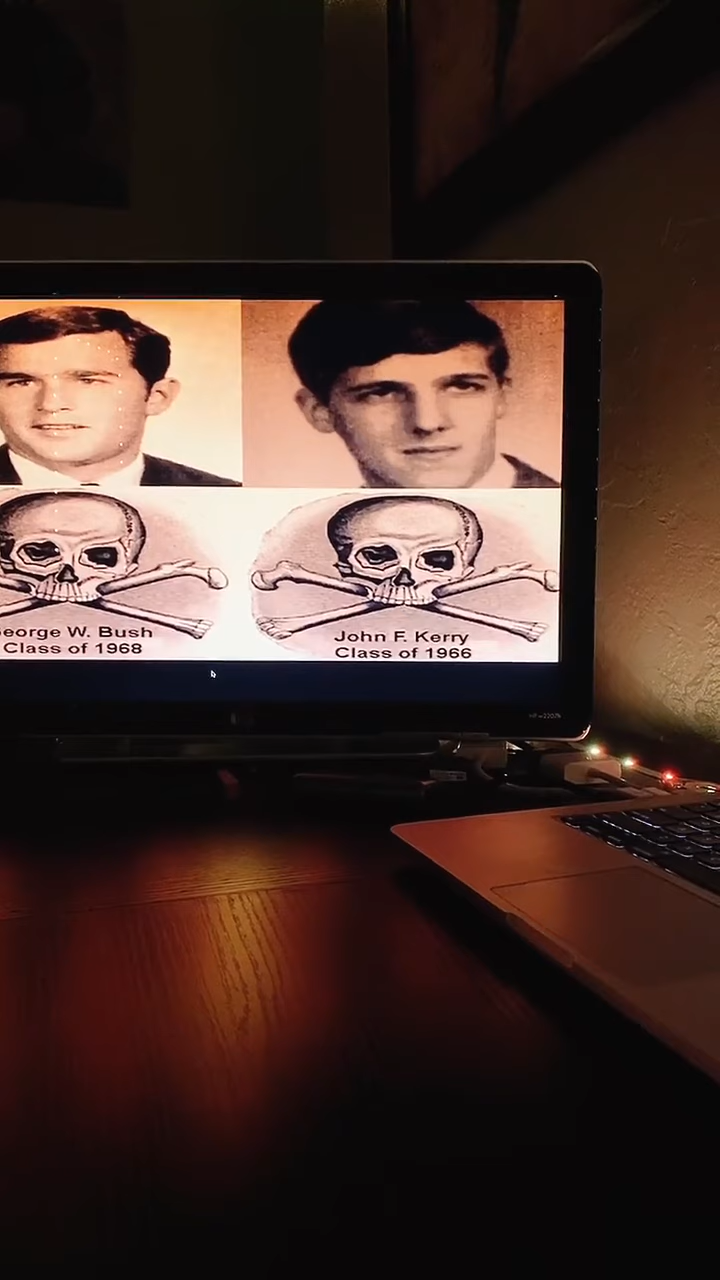 eorge W. Bush
Class of 1968
John F. Kerry
Class of 1966